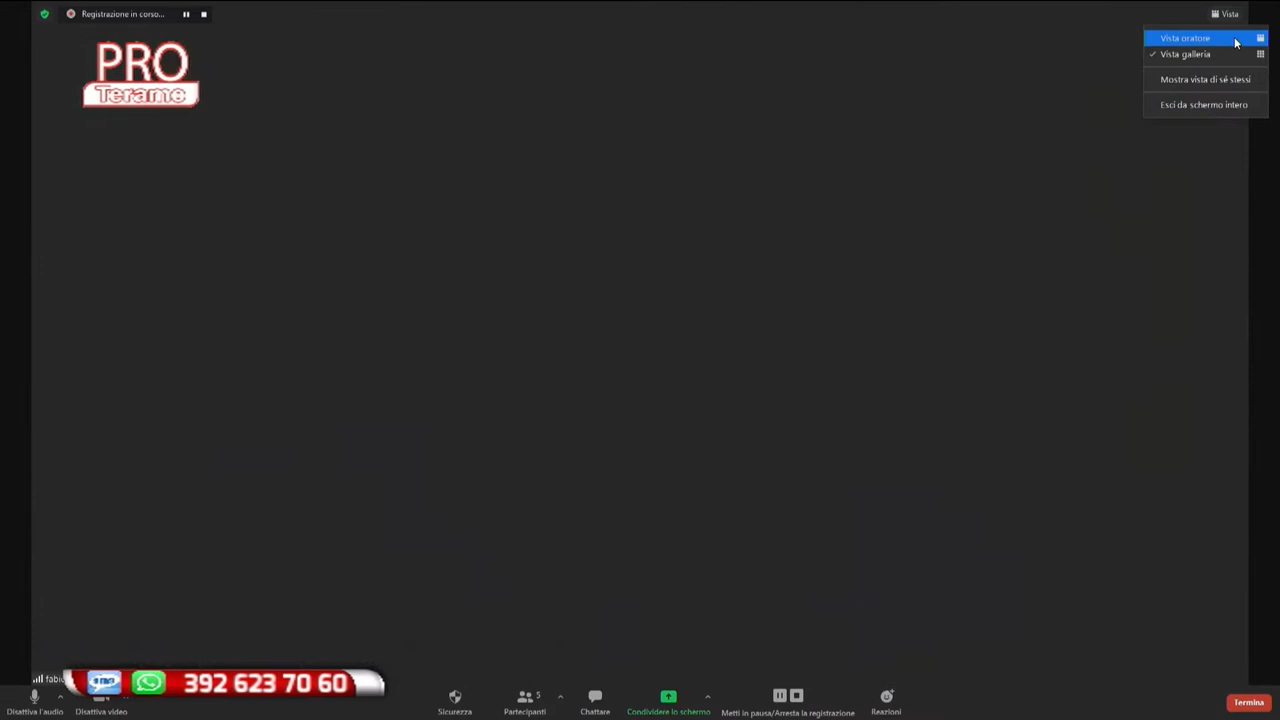 Registrazione in corso...
Vista
PRO
Teramo
Vista oratore
Vista galleria
Mostra vista di sé stessi
Esci da schermo intero
392 623 70 60
Disattiva l'audio
Disattiva video
Sicurezza
5
Partecipanti
Chattare
Condividere lo schermo
Metti in pausa/Arresta la registrazione
Reazioni
Termina